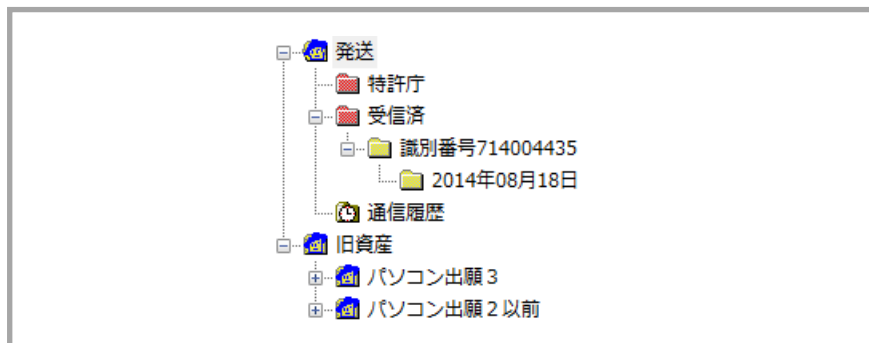 発送
特許庁
受信済
識別番号714004435
2014年08月18日
通信履歴
旧資産
パソコン出願３
パソコン出願２以前